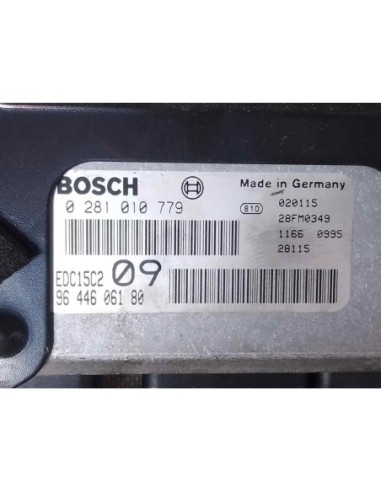 BOSCH Made in Germany
0 281 010 779 810 020115
28FM0349
1166 0995
28115
EDC15C2 09
96 446 061 80